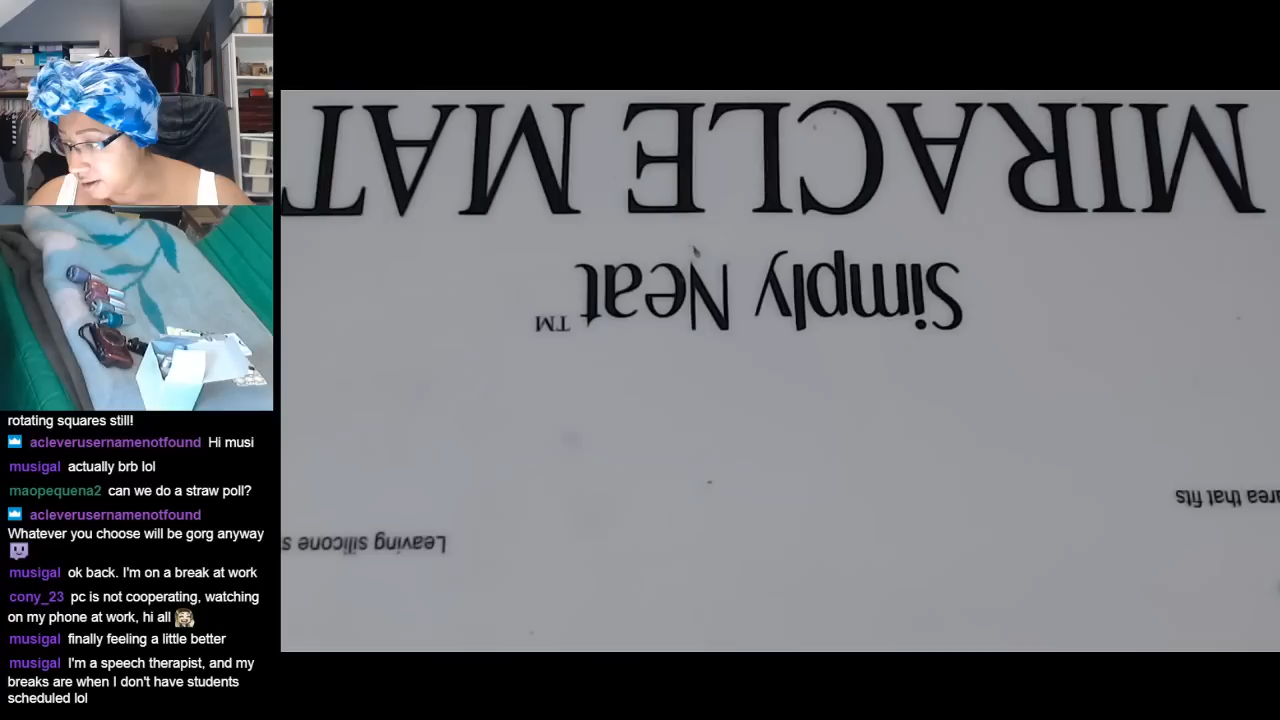 rotating squares still!
acleverusernamenotfound Hi musi
musigal actually brb lol
maopequena2 can we do a straw poll?
acleverusernamenotfound
Whatever you choose will be gorg anyway
musigal ok back. I'm on a break at work
cony_23 pc is not cooperating, watching
on my phone at work, hi all
musigal finally feeling a little better
musigal I'm a speech therapist, and my
breaks are when I don't have students
scheduled lol
Leaving silicone s
rea that fits
Simply Neat™
MIRACLE MAT